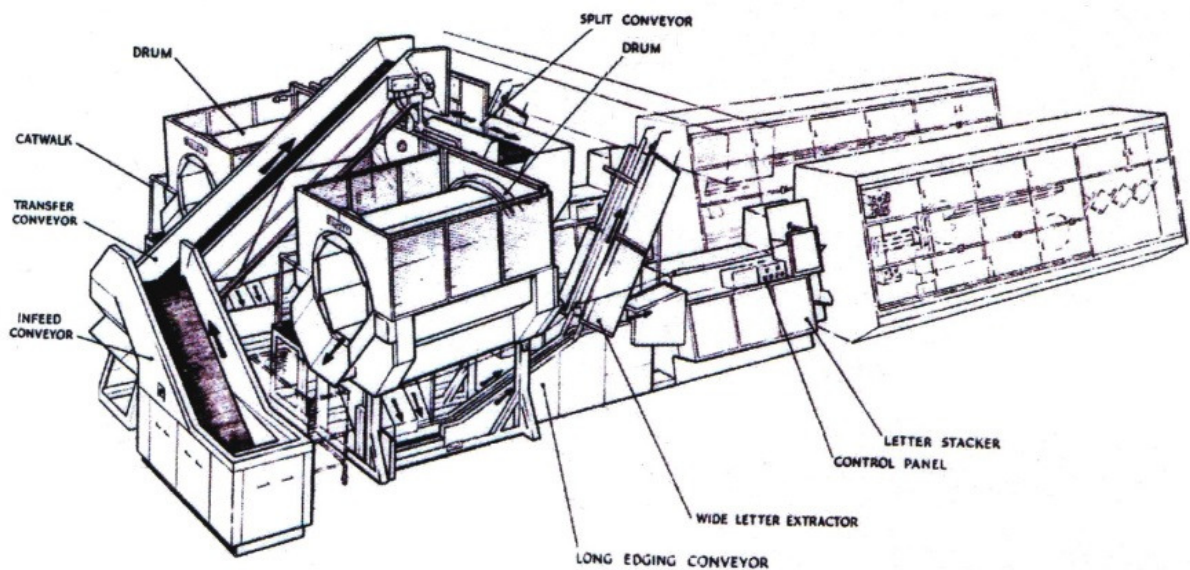 SPLIT CONVEYOR
DRUM
DRUM
CATWALK
TRANSFER
CONVEYOR
INFEED
CONVEYOR
LETTER STACKER
CONTROL PANEL
WIDE LETTER EXTRACTOR
LONG EDGING CONVEYOR